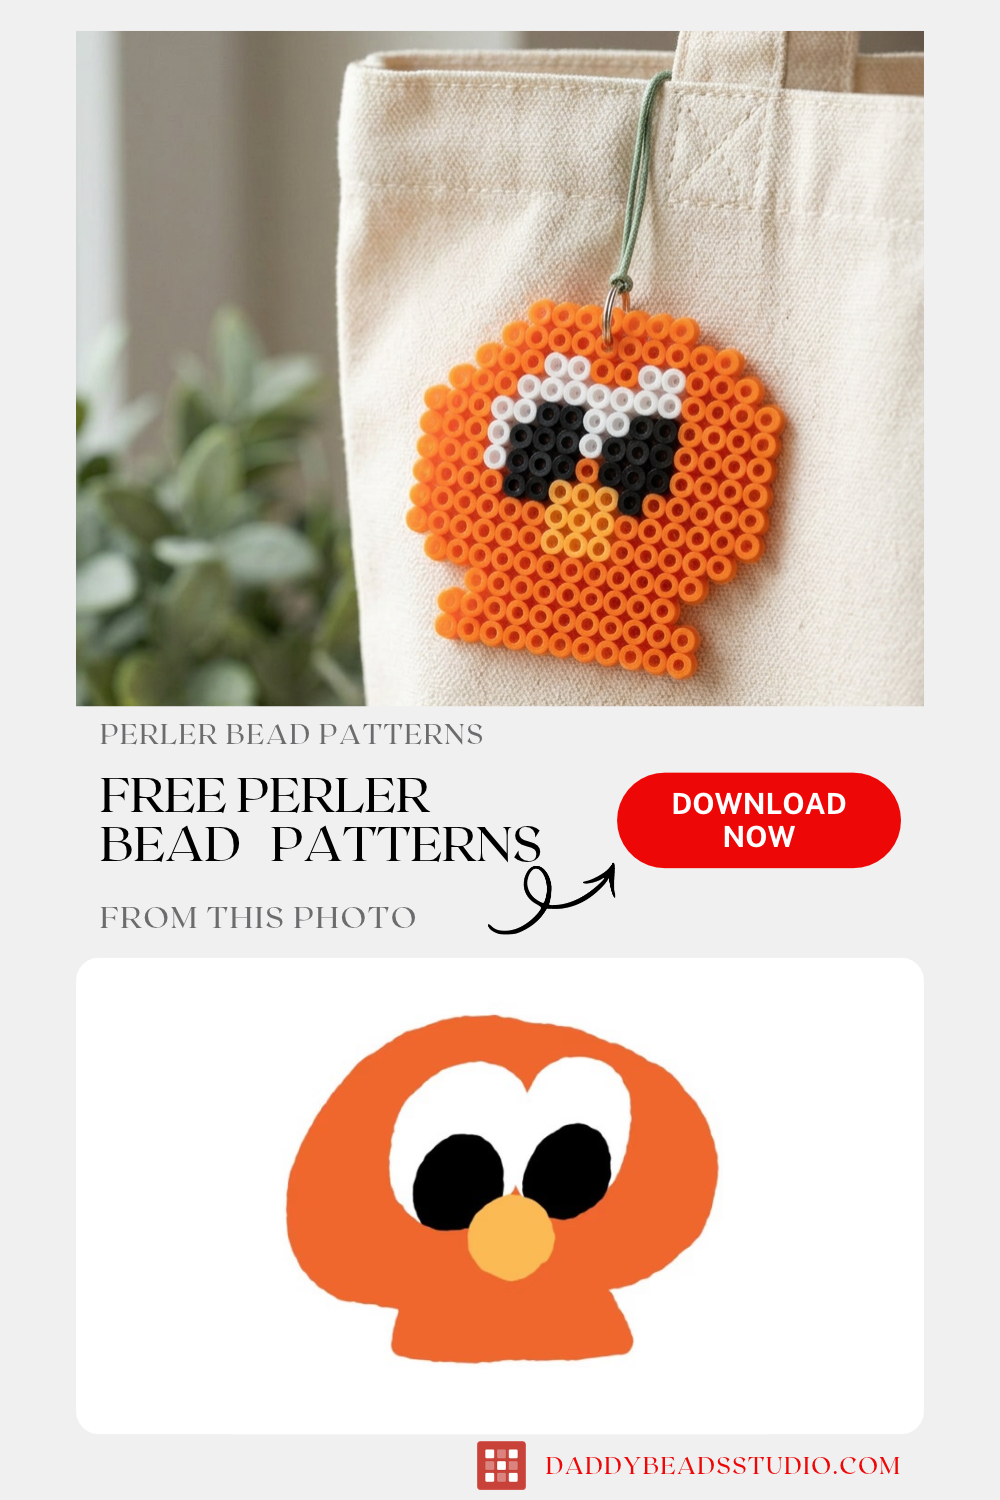 PERLER BEAD PATTERNS
FREE PERLER
BEAD PATTERNS
DOWNLOAD
NOW
FROM THIS PHOTO
DADDYBEADSSTUDIO.COM